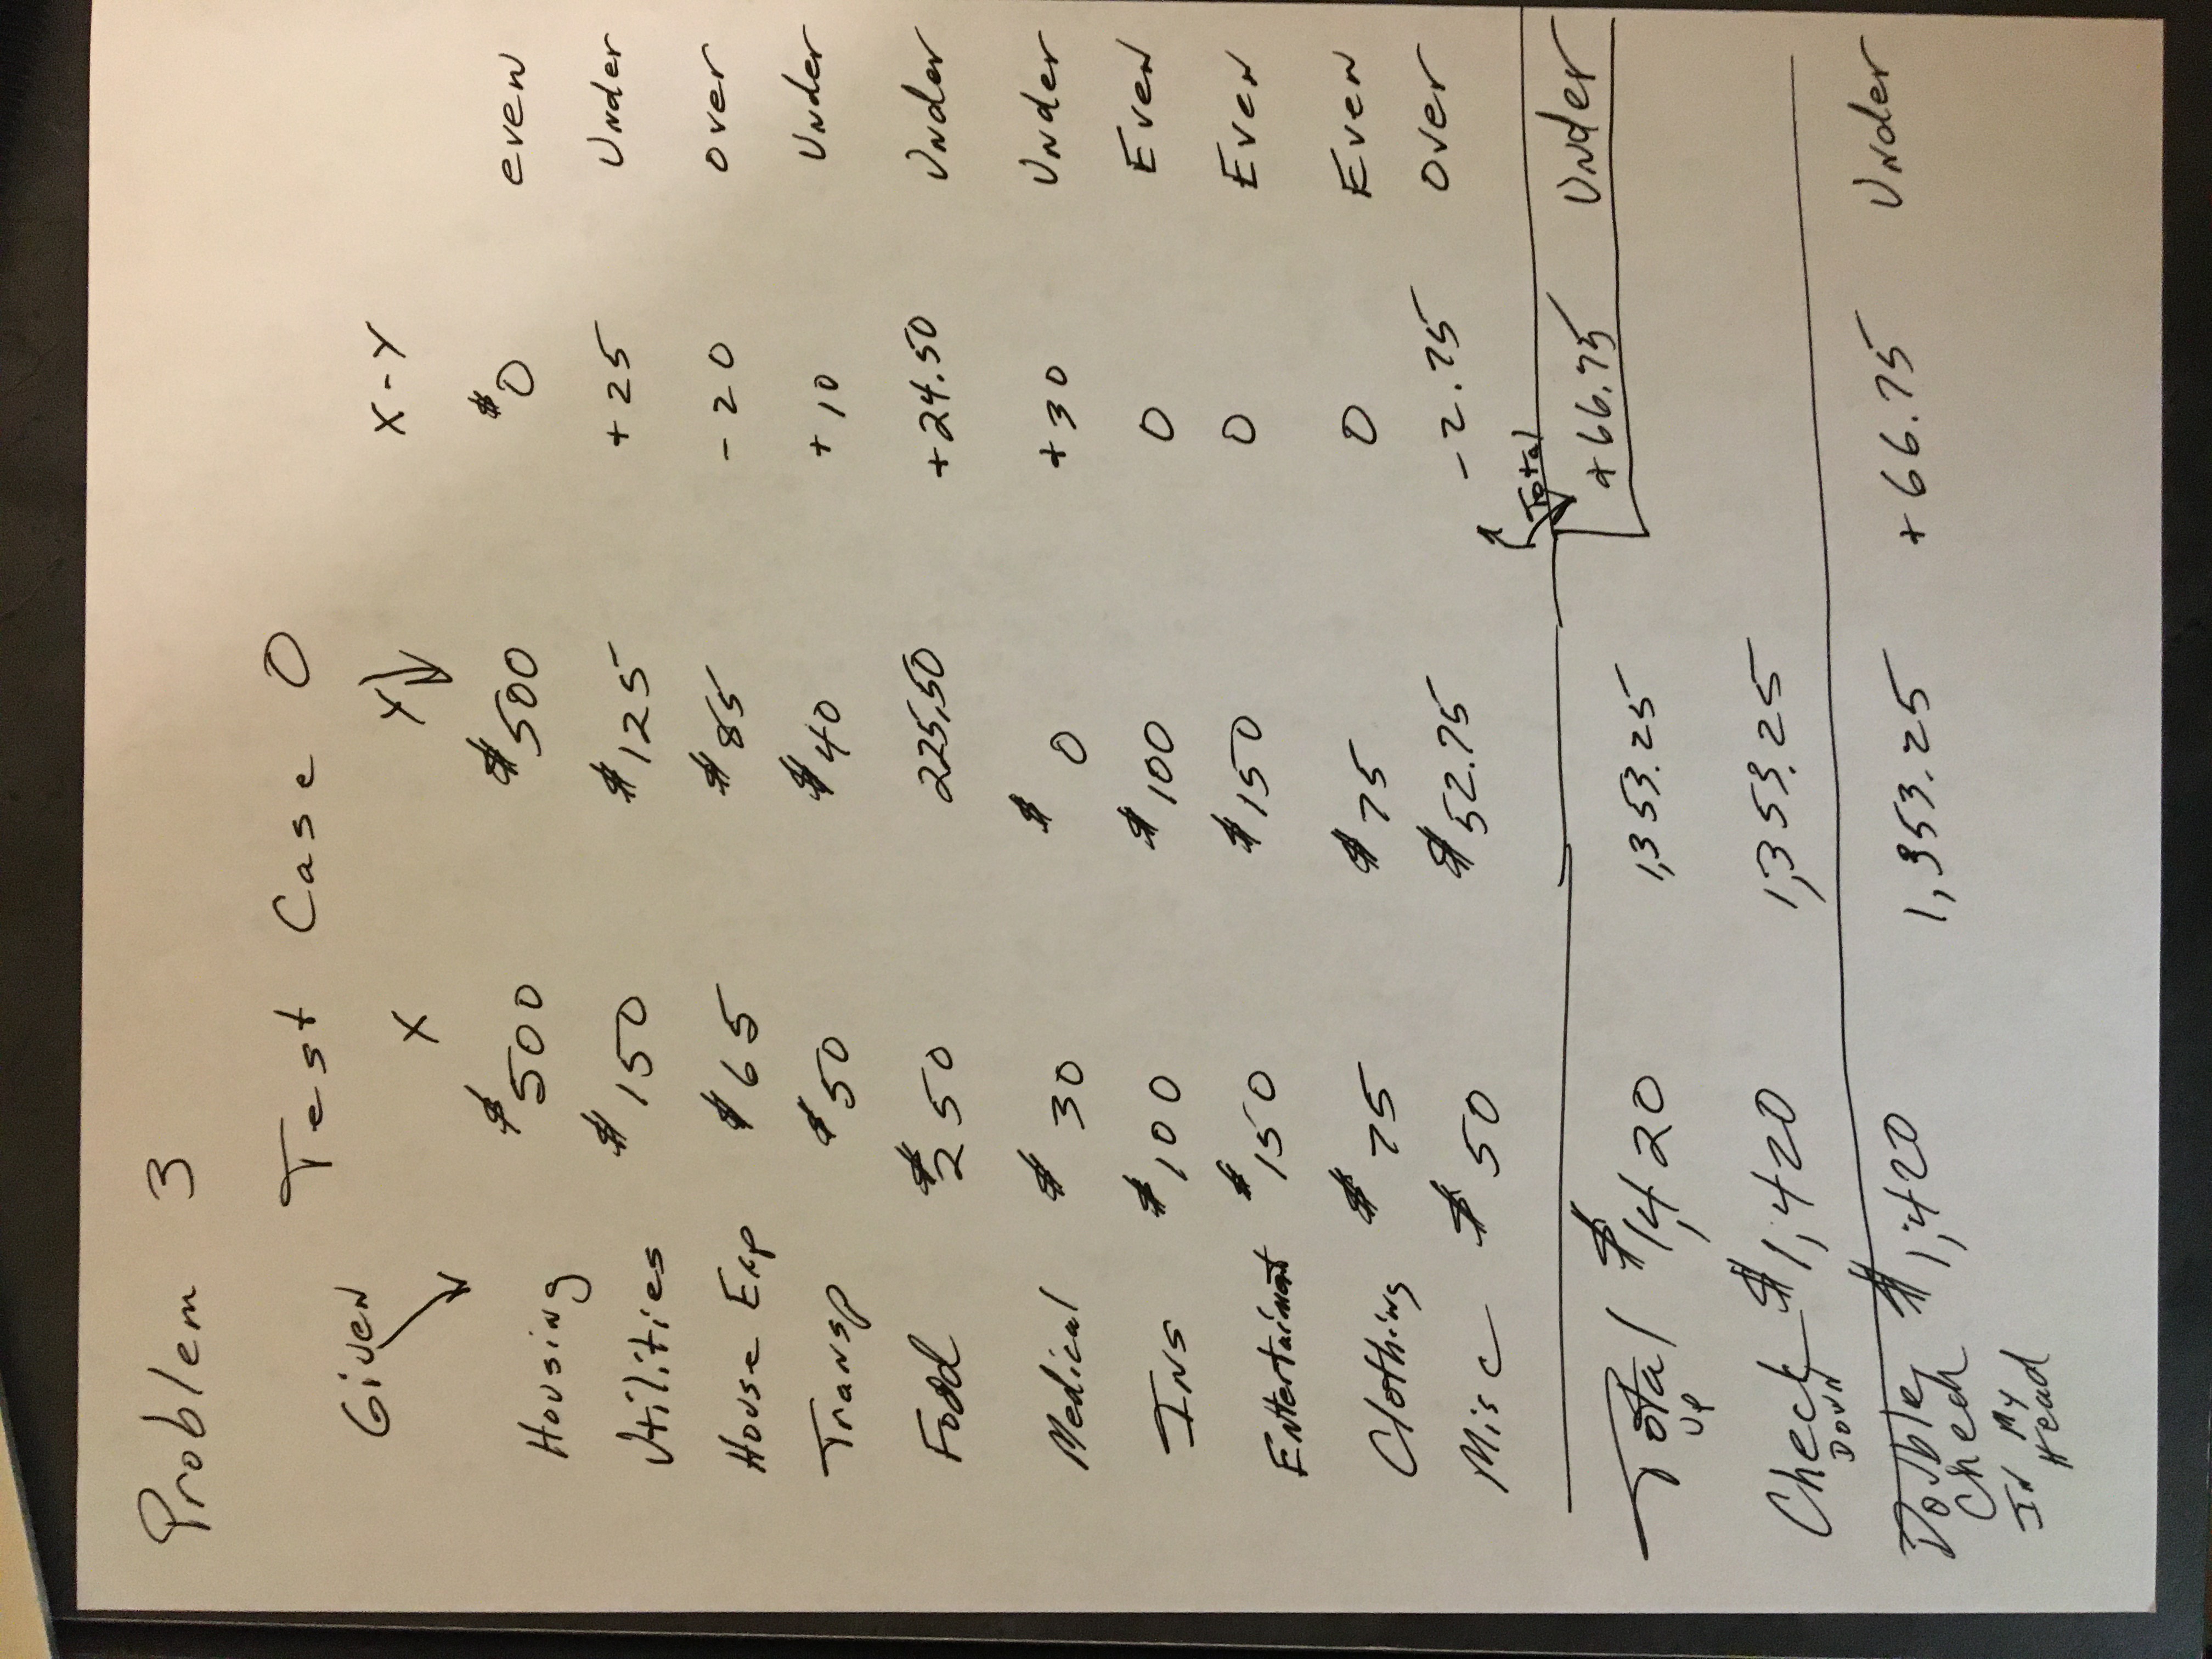 Problem 3
Test Case 0
Given
X Y X-Y
Housing $500 $500 $0 even
Utilities $150 $125 +25 Under
House Exp $65 $85 -20 over
Transp $50 $40 +10 Under
Food $250 225.50 +24.50 Under
Medical $30 $0 +30 Under
Ins $100 $100 0 Even
Entertaiment $150 $150 0 Even
Clothing $75 $75 0 Even
Misc $50 $52.75 -2.75 over
Total
+66.75 Under
Total $1,420 1,353.25
up
Check $1,420 1,353.25
Down
Double $1,420 1,353.25 +66.75 Under
Check
In My
Head